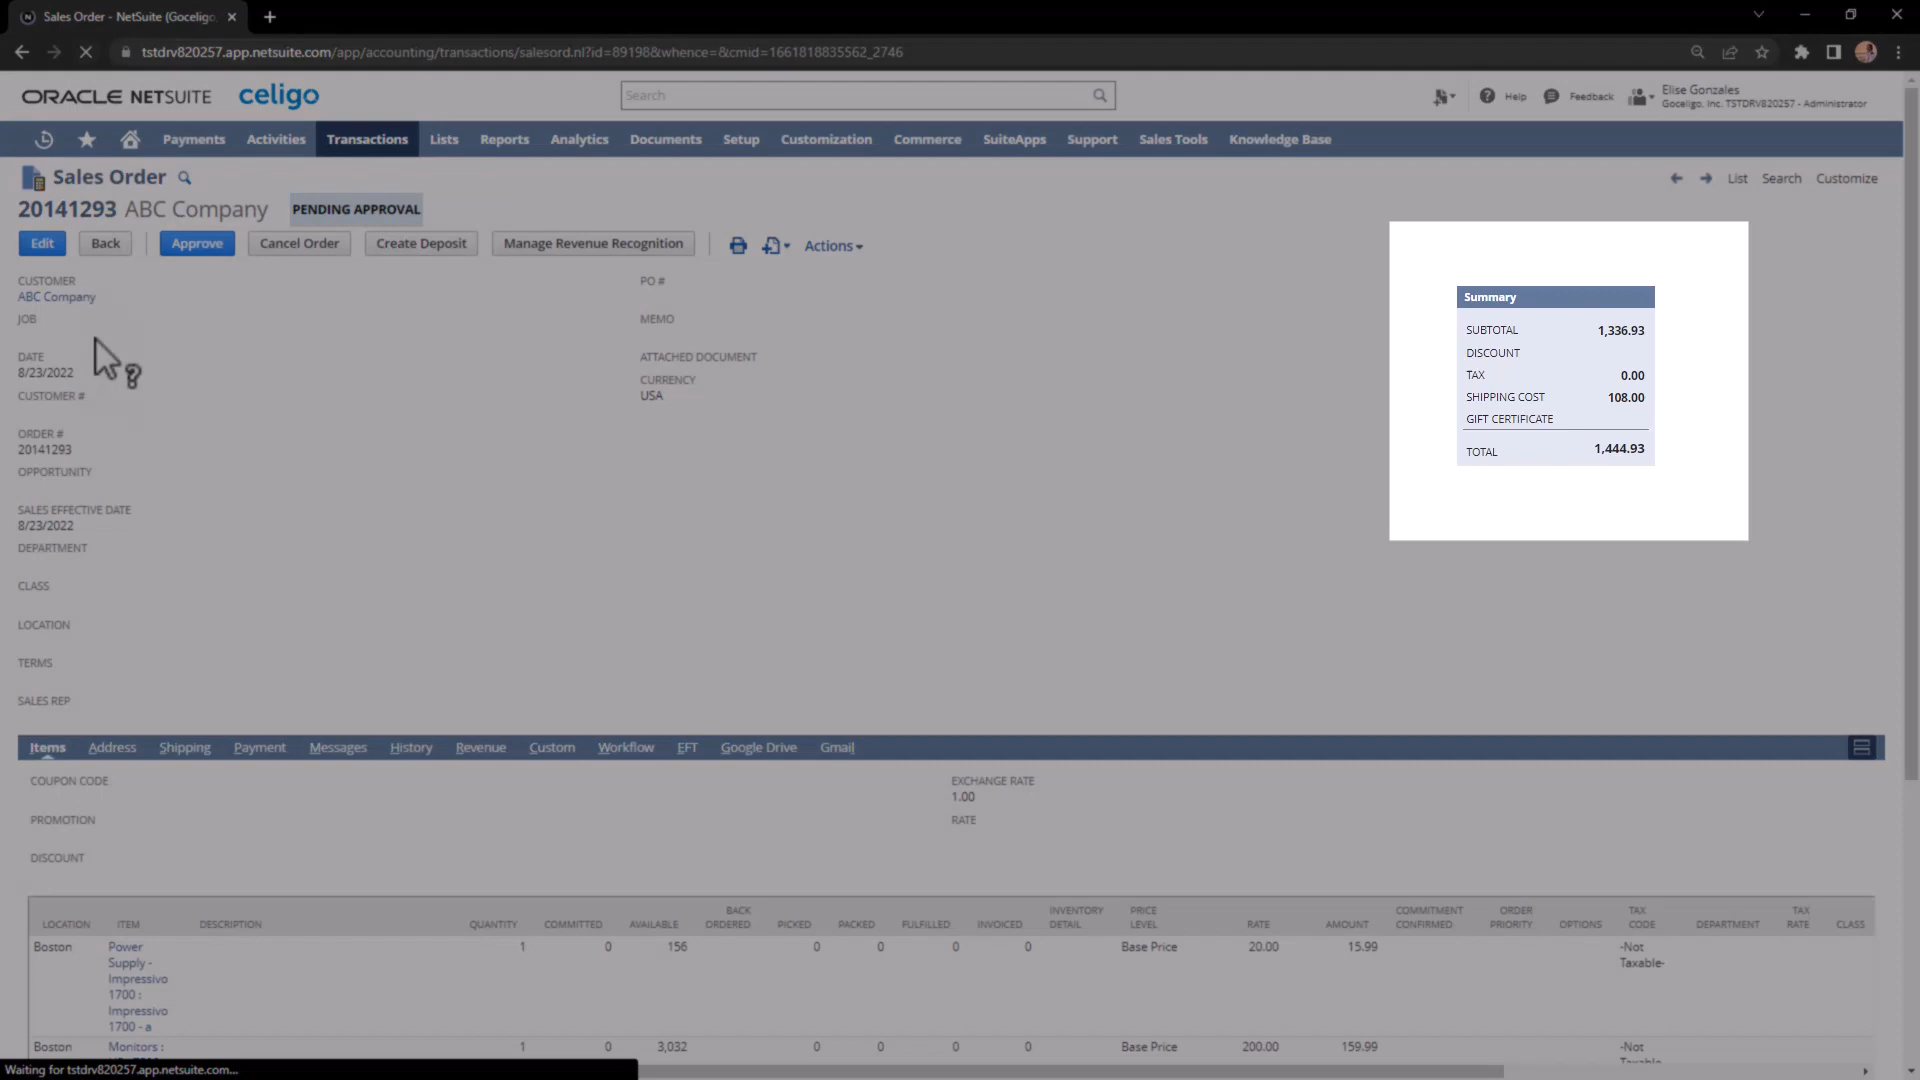 Sales Order - NetSuite (Goceligo,
tstdrv820257.app.netsuite.com/app/accounting/transactions/salesord.nl?id=89198&whence=&cmid=1661818835562_2746
ORACLE NETSUITE celigo Search Help Feedback Elise Gonzales
Goceligo, Inc. TSTDRV820257 - Administrator
Payments Activities Transactions Lists Reports Analytics Documents Setup Customization Commerce SuiteApps Support Sales Tools Knowledge Base
Sales Order List Search Customize
20141293 ABC Company PENDING APPROVAL
Edit Back Approve Cancel Order Create Deposit Manage Revenue Recognition Actions
CUSTOMER
ABC Company
JOB
DATE
8/23/2022
CUSTOMER #
ORDER #
20141293
OPPORTUNITY
SALES EFFECTIVE DATE
8/23/2022
DEPARTMENT
CLASS
LOCATION
TERMS
SALES REP
PO #
MEMO
ATTACHED DOCUMENT
CURRENCY
USA
Summary
SUBTOTAL 1,336.93
DISCOUNT
TAX 0.00
SHIPPING COST 108.00
GIFT CERTIFICATE
TOTAL 1,444.93
Items Address Shipping Payment Messages History Revenue Custom Workflow EFT Google Drive Gmail
COUPON CODE
PROMOTION
DISCOUNT
EXCHANGE RATE
1.00
RATE
LOCATION ITEM DESCRIPTION QUANTITY COMMITTED AVAILABLE BACK ORDERED PICKED PACKED FULFILLED INVOICED INVENTORY DETAIL PRICE LEVEL RATE AMOUNT COMMITMENT CONFIRMED ORDER PRIORITY OPTIONS TAX CODE DEPARTMENT TAX RATE CLASS
Boston Power 1 0 156 0 0 0 0 Base Price 20.00 15.99 -Not
Supply - Taxable-
Impressivo
1700 :
Impressivo
1700 - a
Boston Monitors : 1 0 3,032 0 0 0 0 Base Price 200.00 159.99 -Not
Taxable-
Waiting for tstdrv820257.app.netsuite.com...